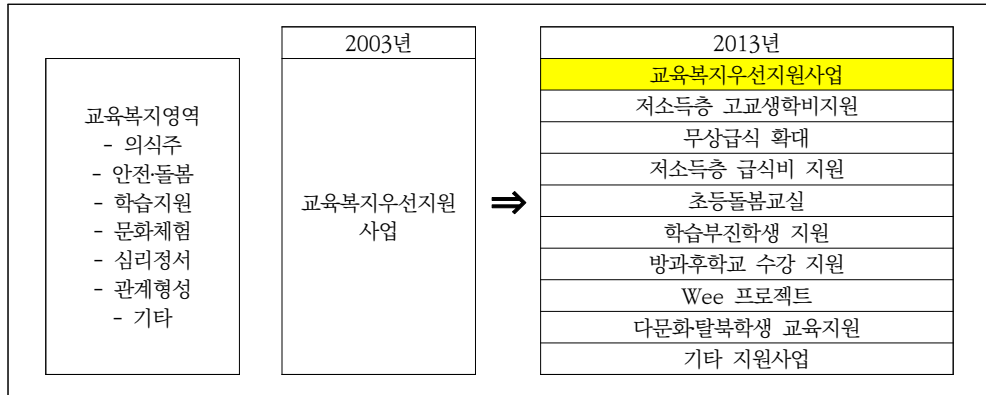 교육복지영역
- 의식주
- 안전·돌봄
- 학습지원
- 문화체험
- 심리정서
- 관계형성
- 기타
2003년
교육복지우선지원
사업
⇒
2013년
교육복지우선지원사업
저소득층 고교생학비지원
무상급식 확대
저소득층 급식비 지원
초등돌봄교실
학습부진학생 지원
방과후학교 수강 지원
Wee 프로젝트
다문화·탈북학생 교육지원
기타 지원사업